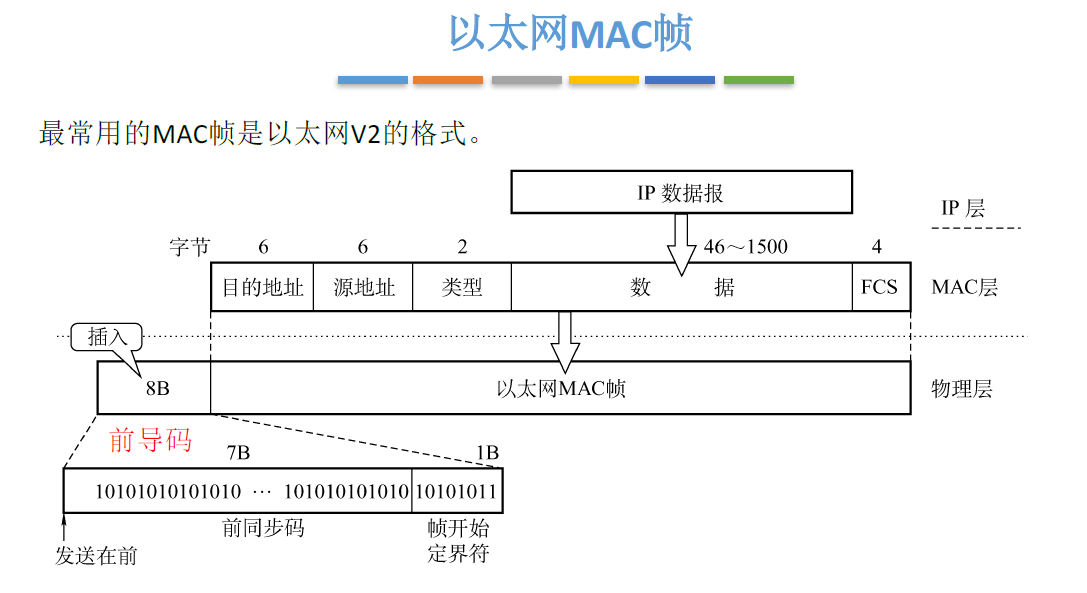 以太网MAC帧
最常用的MAC帧是以太网V2的格式。
IP 数据报
IP 层
字节 6 6 2 46～1500 4
目的地址 源地址 类型 数 据 FCS MAC层
插入
8B 以太网MAC帧 物理层
前导码
7B 1B
10101010101010 … 101010101010 10101011
前同步码 帧开始
定界符
发送在前